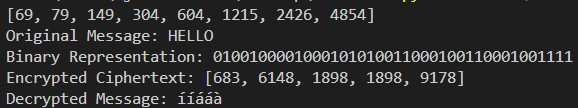 [69, 79, 149, 304, 604, 1215, 2426, 4854]
Original Message: HELLO
Binary Representation: 0100100001000101010011000100110001001111
Encrypted Ciphertext: [683, 6148, 1898, 1898, 9178]
Decrypted Message: ííááà